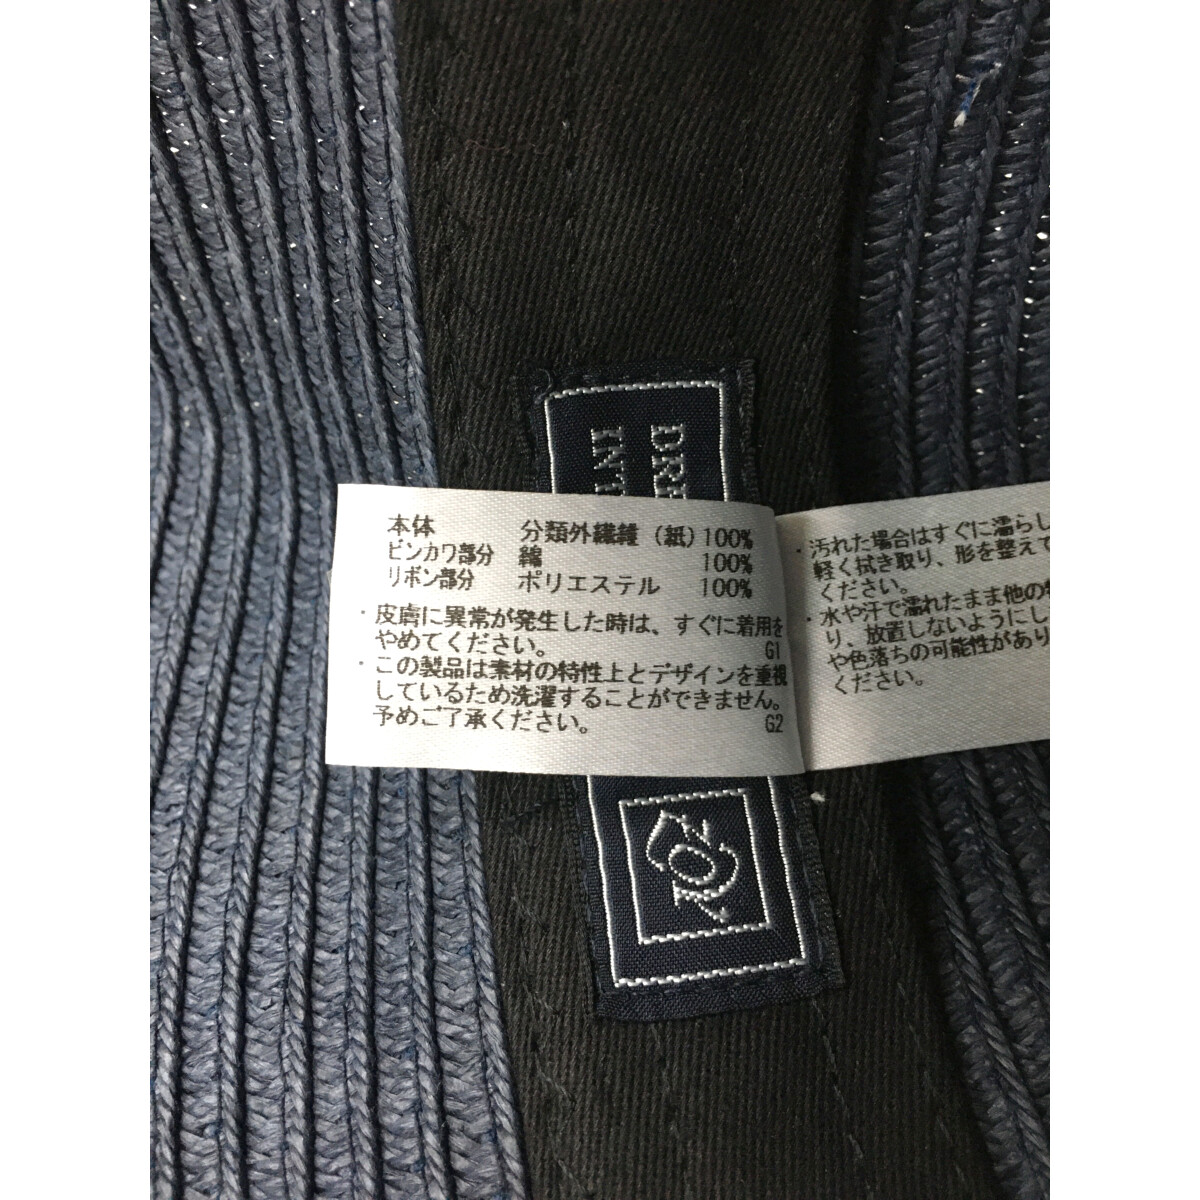 DR
IN
本体 分類外繊維(紙)100%
ビンカワ部分 綿 100%
リボン部分 ポリエステル 100%
・皮膚に異常が発生した時は、すぐに着用を
やめてください。 G1
・この製品は素材の特性上とデザインを重視
しているため洗濯することができません。
予めご了承ください。 G2
・汚れた場合はすぐに濡らし
軽く拭き取り、形を整えて
ください。
・水や汗で濡れたまま他の
り、放置しないようにし
や色落ちの可能性があり
ください。